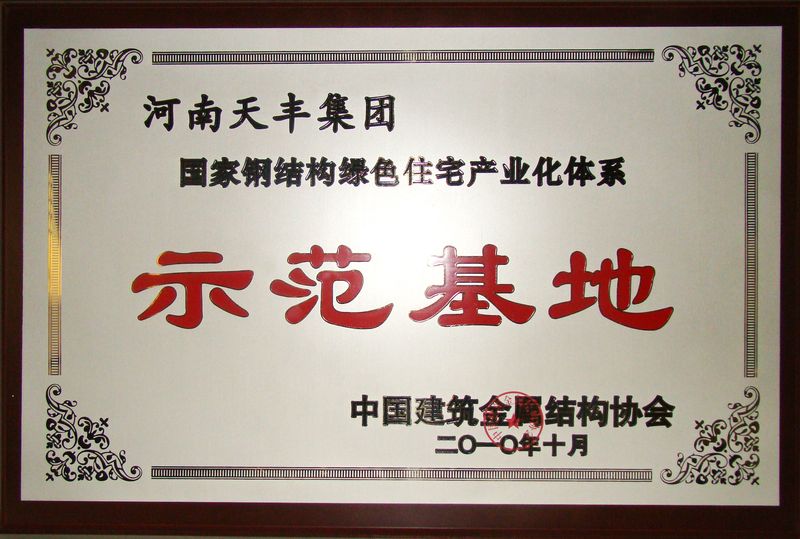 河南天丰集团
国家钢结构绿色住宅产业化体系
示范基地
中国建筑金属结构协会
二〇一〇年十月